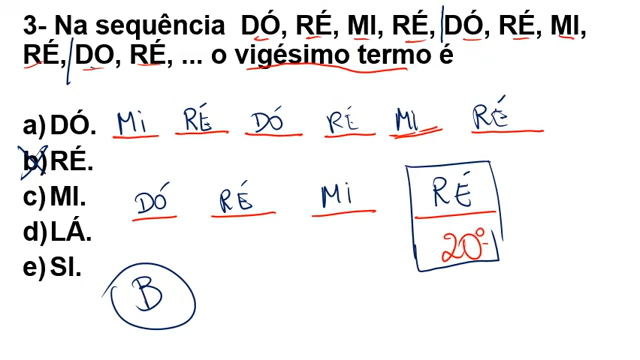 3- Na sequência DÓ, RÉ, MI, RÉ, DÓ, RÉ, MI,
RÉ, DO, RÉ, ... o vigésimo termo é
a) DÓ. Mi RÉ DÓ RÉ MI RÉ
b) RÉ.
c) MI. DÓ RÉ Mi RÉ
d) LÁ. 20º
e) SI.
B